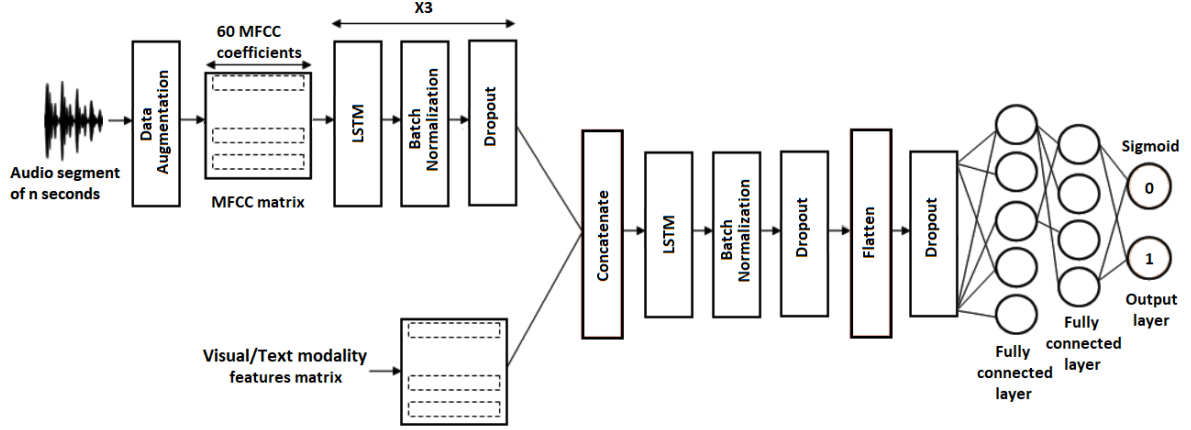 X3
60 MFCC
coefficients
Data
Augmentation
LSTM
Batch
Normalization
Dropout
Audio segment
of n seconds
MFCC matrix
Concatenate
LSTM
Batch
Normalization
Dropout
Flatten
Dropout
Sigmoid
0
1
Output
layer
Fully
connected
layer
Fully
connected
layer
Visual/Text modality
features matrix